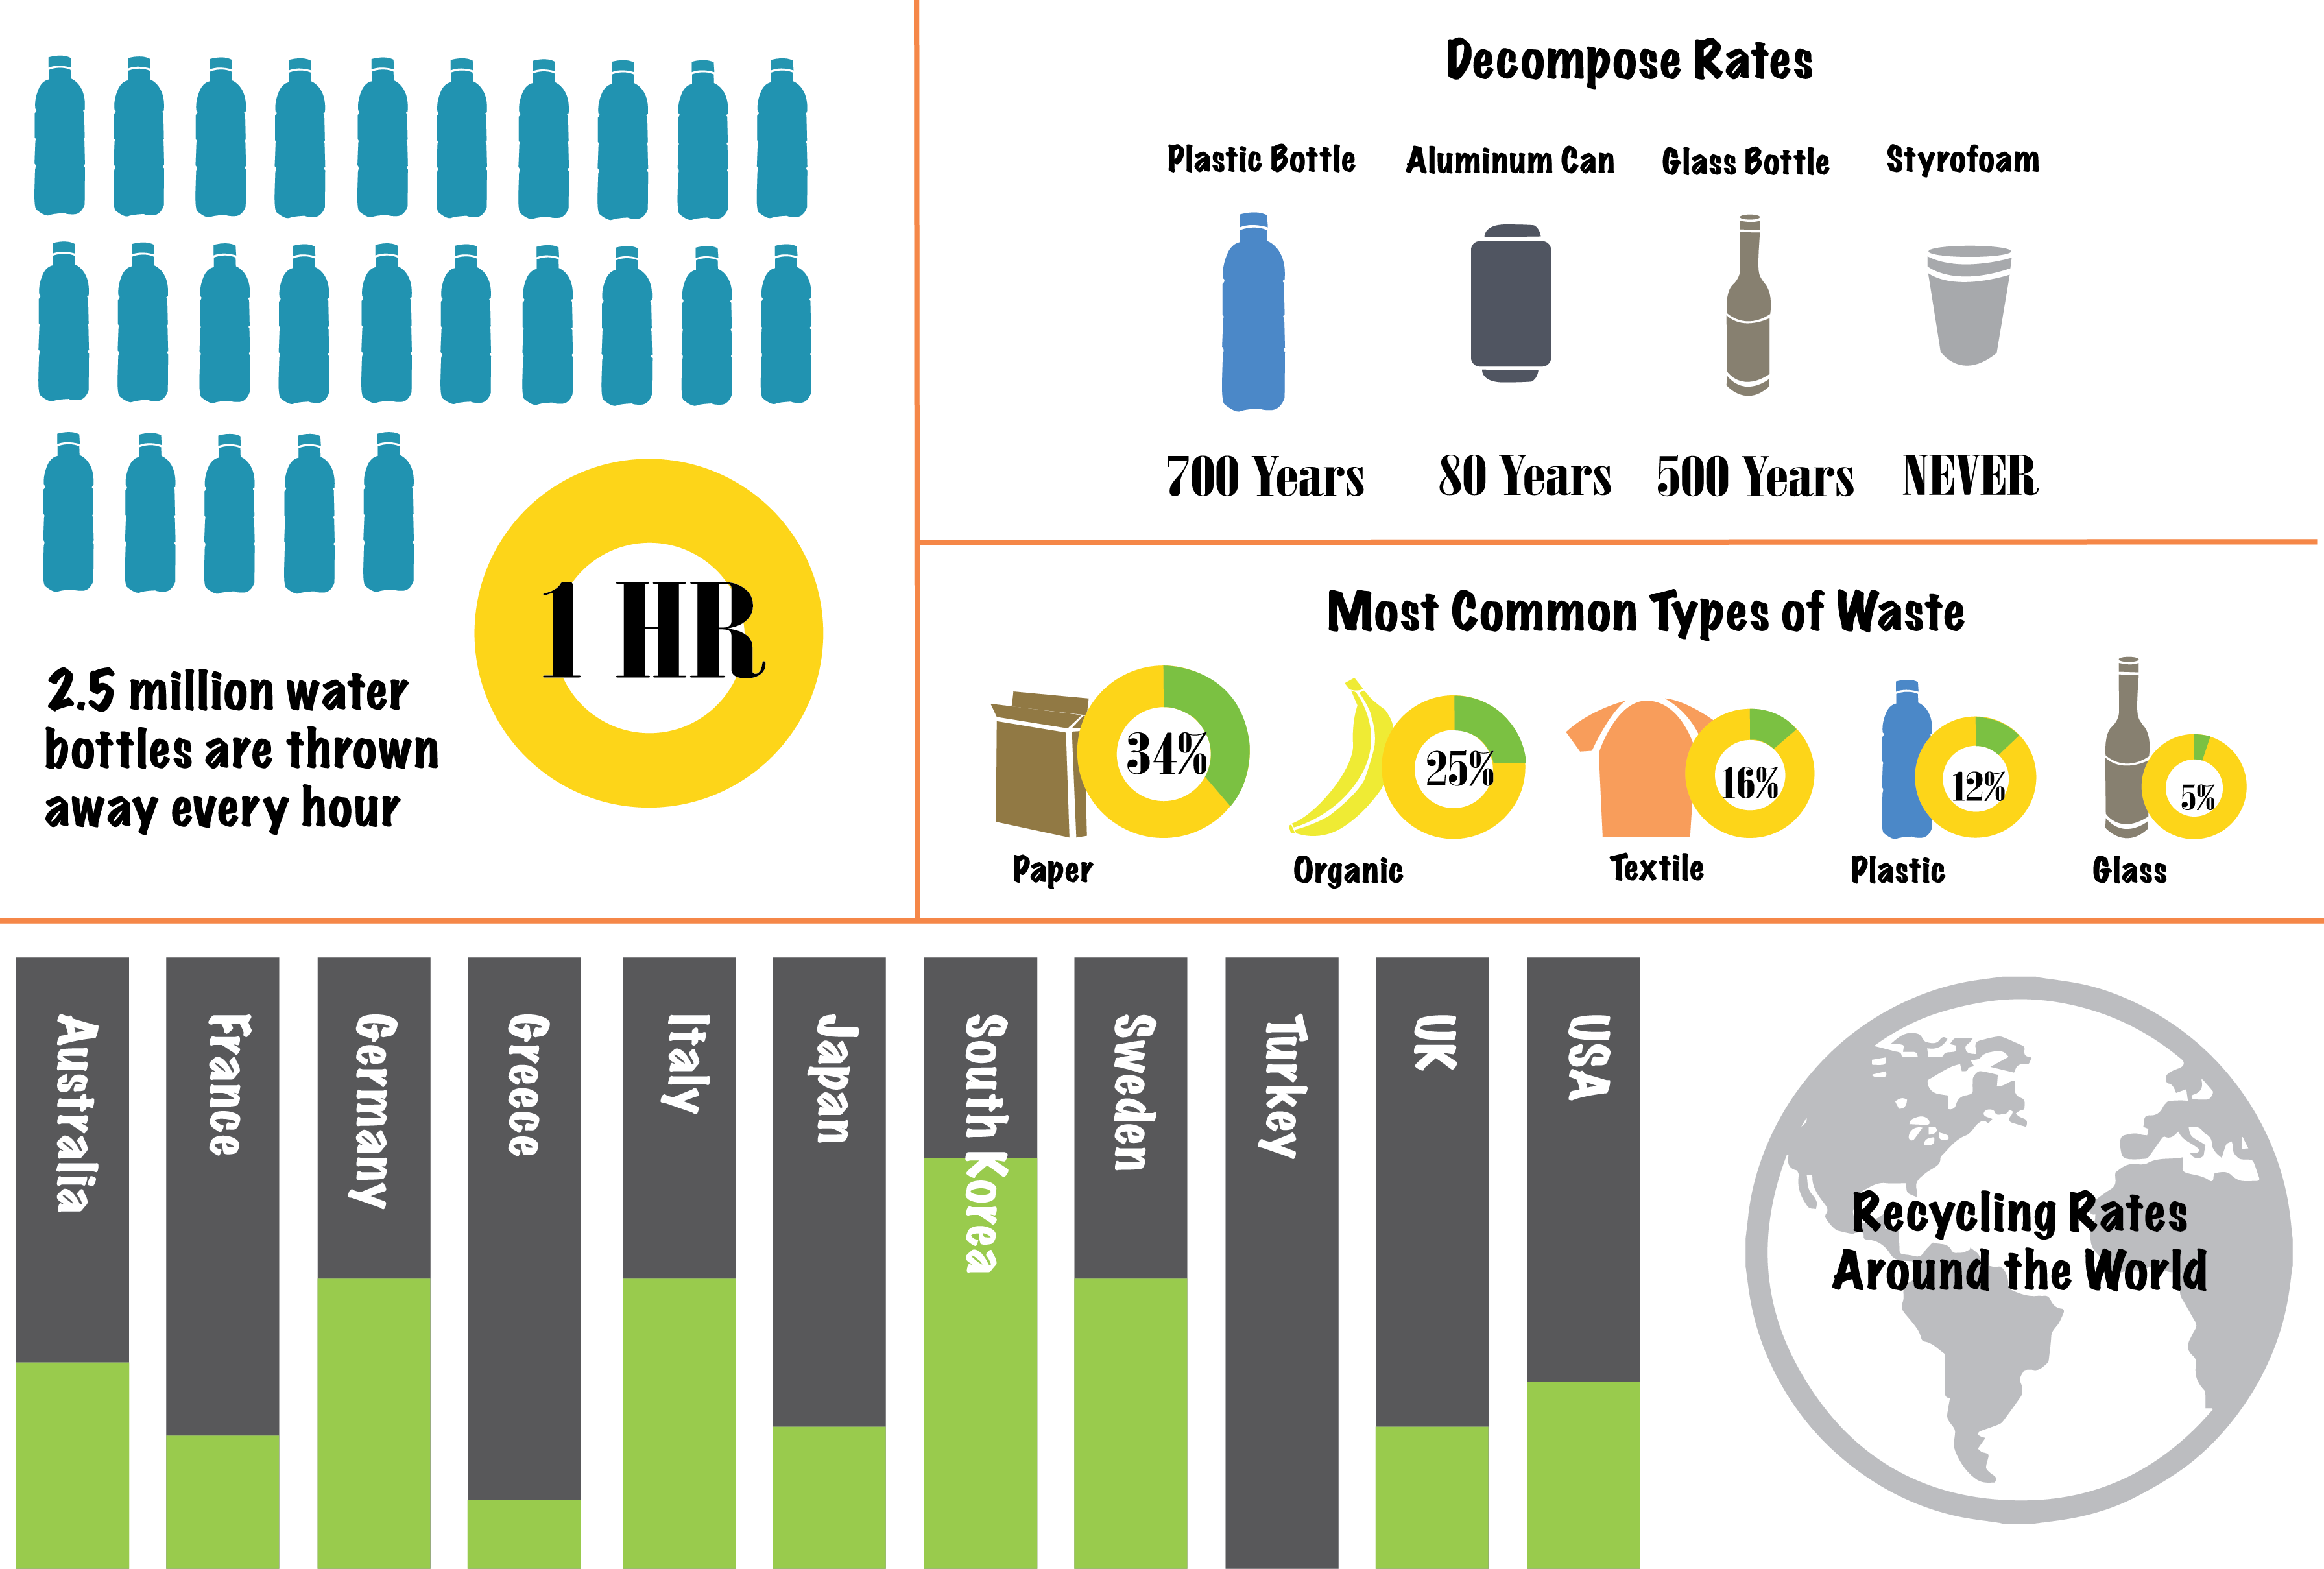 1 HR
2.5 million water
bottles are thrown
away every hour
Decompose Rates
Plastic Bottle
Aluminum Can
Glass Bottle
Styrofoam
700 Years
80 Years
500 Years
NEVER
Most Common Types of Waste
34%
25%
16%
12%
5%
Paper
Organic
Textile
Plastic
Glass
Australia
France
Germany
Greece
Italy
Japan
South Korea
Sweden
Turkey
UK
USA
Recycling Rates
Around the World